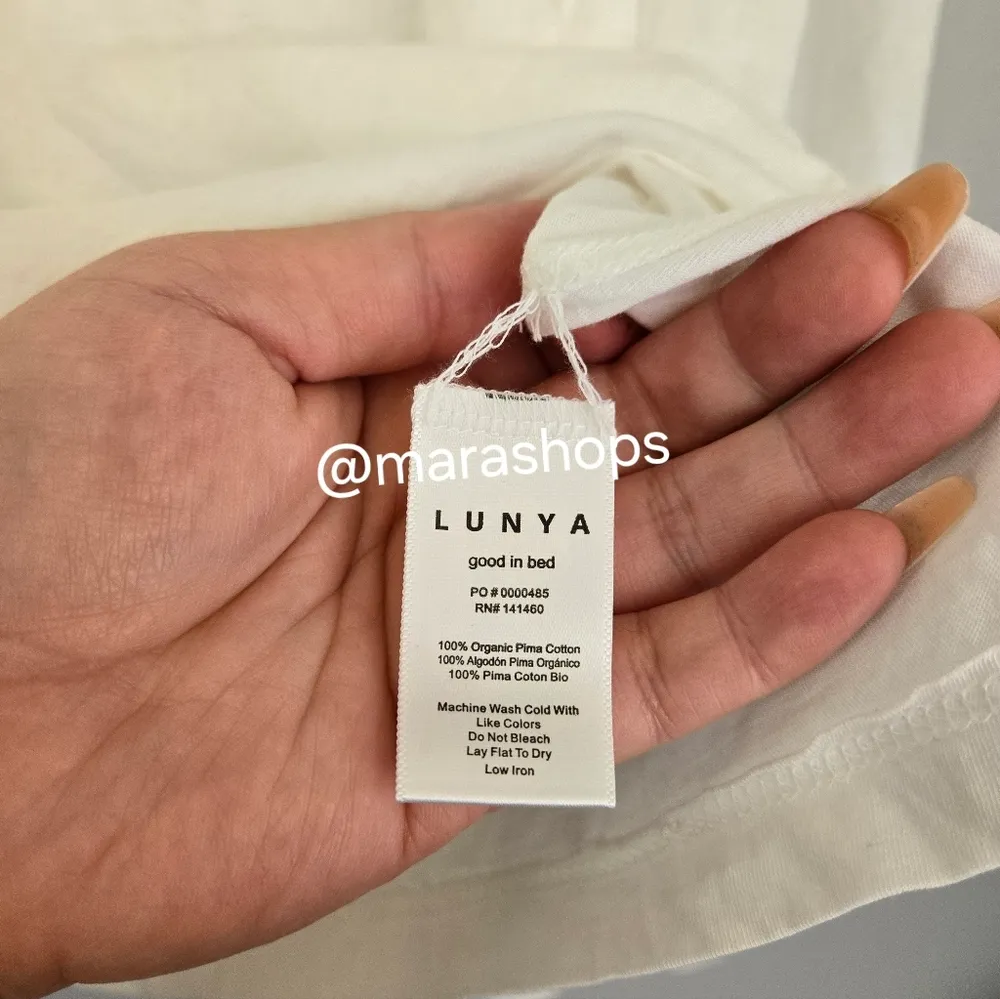 @marashops
LUNYA
good in bed
PO # 0000485
RN# 141460
100% Organic Pima Cotton
100% Algodón Pima Orgánico
100% Pima Coton Bio
Machine Wash Cold With
Like Colors
Do Not Bleach
Lay Flat To Dry
Low Iron